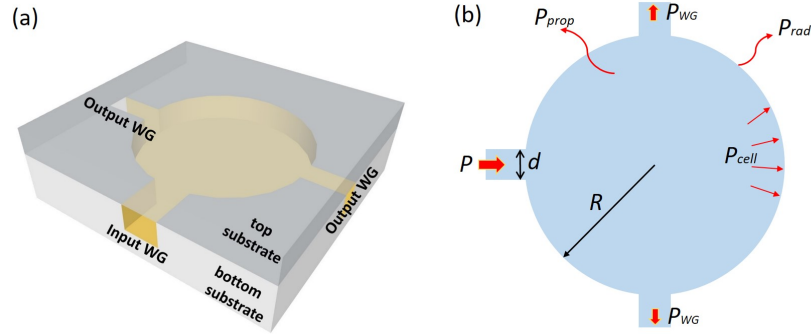 (a)
Output WG
Output WG
Input WG
top
substrate
bottom
substrate
(b)
P_WG
P_prop
P_rad
P
d
P_cell
R
P_WG